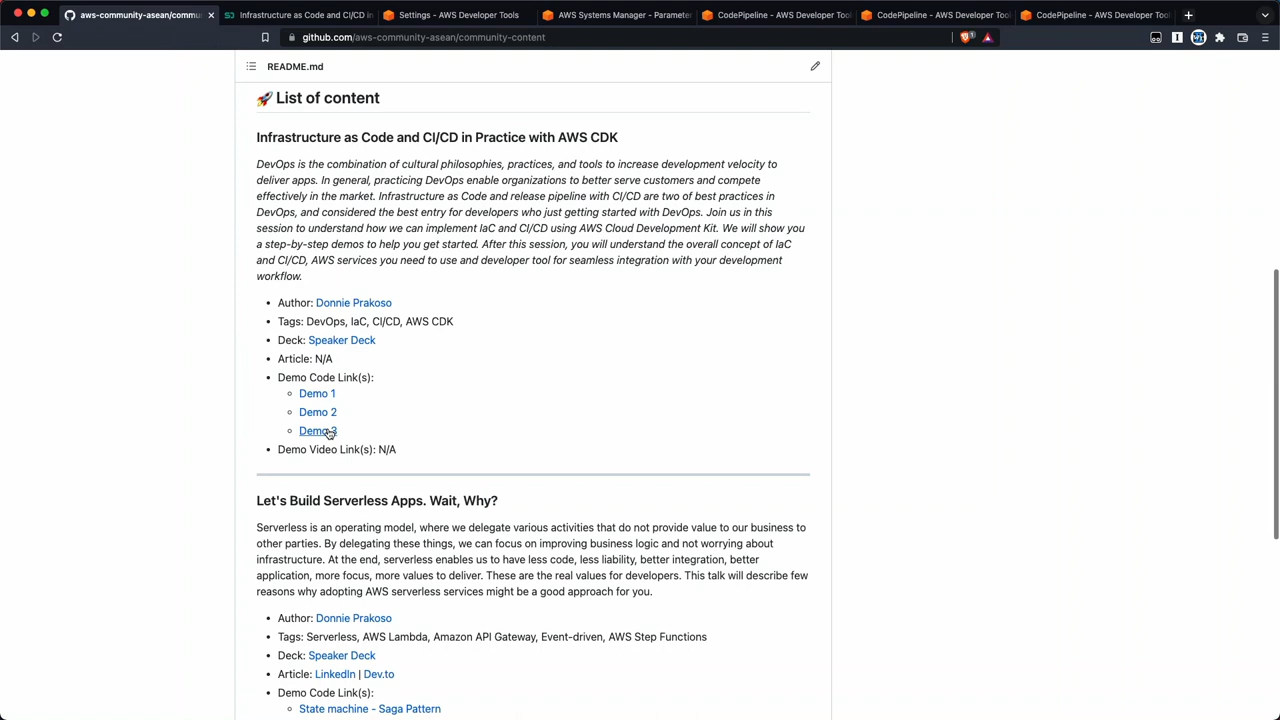 aws-community-asean/commu
Infrastructure as Code and CI/CD in
Settings - AWS Developer Tools
AWS Systems Manager - Paramete
CodePipeline - AWS Developer Tool
CodePipeline - AWS Developer Tool
CodePipeline - AWS Developer Tool
github.com/aws-community-asean/community-content
README.md
🚀 List of content
Infrastructure as Code and CI/CD in Practice with AWS CDK
DevOps is the combination of cultural philosophies, practices, and tools to increase development velocity to
deliver apps. In general, practicing DevOps enable organizations to better serve customers and compete
effectively in the market. Infrastructure as Code and release pipeline with CI/CD are two of best practices in
DevOps, and considered the best entry for developers who just getting started with DevOps. Join us in this
session to understand how we can implement IaC and CI/CD using AWS Cloud Development Kit. We will show you
a step-by-step demos to help you get started. After this session, you will understand the overall concept of IaC
and CI/CD, AWS services you need to use and developer tool for seamless integration with your development
workflow.
• Author: Donnie Prakoso
• Tags: DevOps, IaC, CI/CD, AWS CDK
• Deck: Speaker Deck
• Article: N/A
• Demo Code Link(s):
◦ Demo 1
◦ Demo 2
◦ Demo 3
• Demo Video Link(s): N/A
Let's Build Serverless Apps. Wait, Why?
Serverless is an operating model, where we delegate various activities that do not provide value to our business to
other parties. By delegating these things, we can focus on improving business logic and not worrying about
infrastructure. At the end, serverless enables us to have less code, less liability, better integration, better
application, more focus, more values to deliver. These are the real values for developers. This talk will describe few
reasons why adopting AWS serverless services might be a good approach for you.
• Author: Donnie Prakoso
• Tags: Serverless, AWS Lambda, Amazon API Gateway, Event-driven, AWS Step Functions
• Deck: Speaker Deck
• Article: LinkedIn | Dev.to
• Demo Code Link(s):
◦ State machine - Saga Pattern